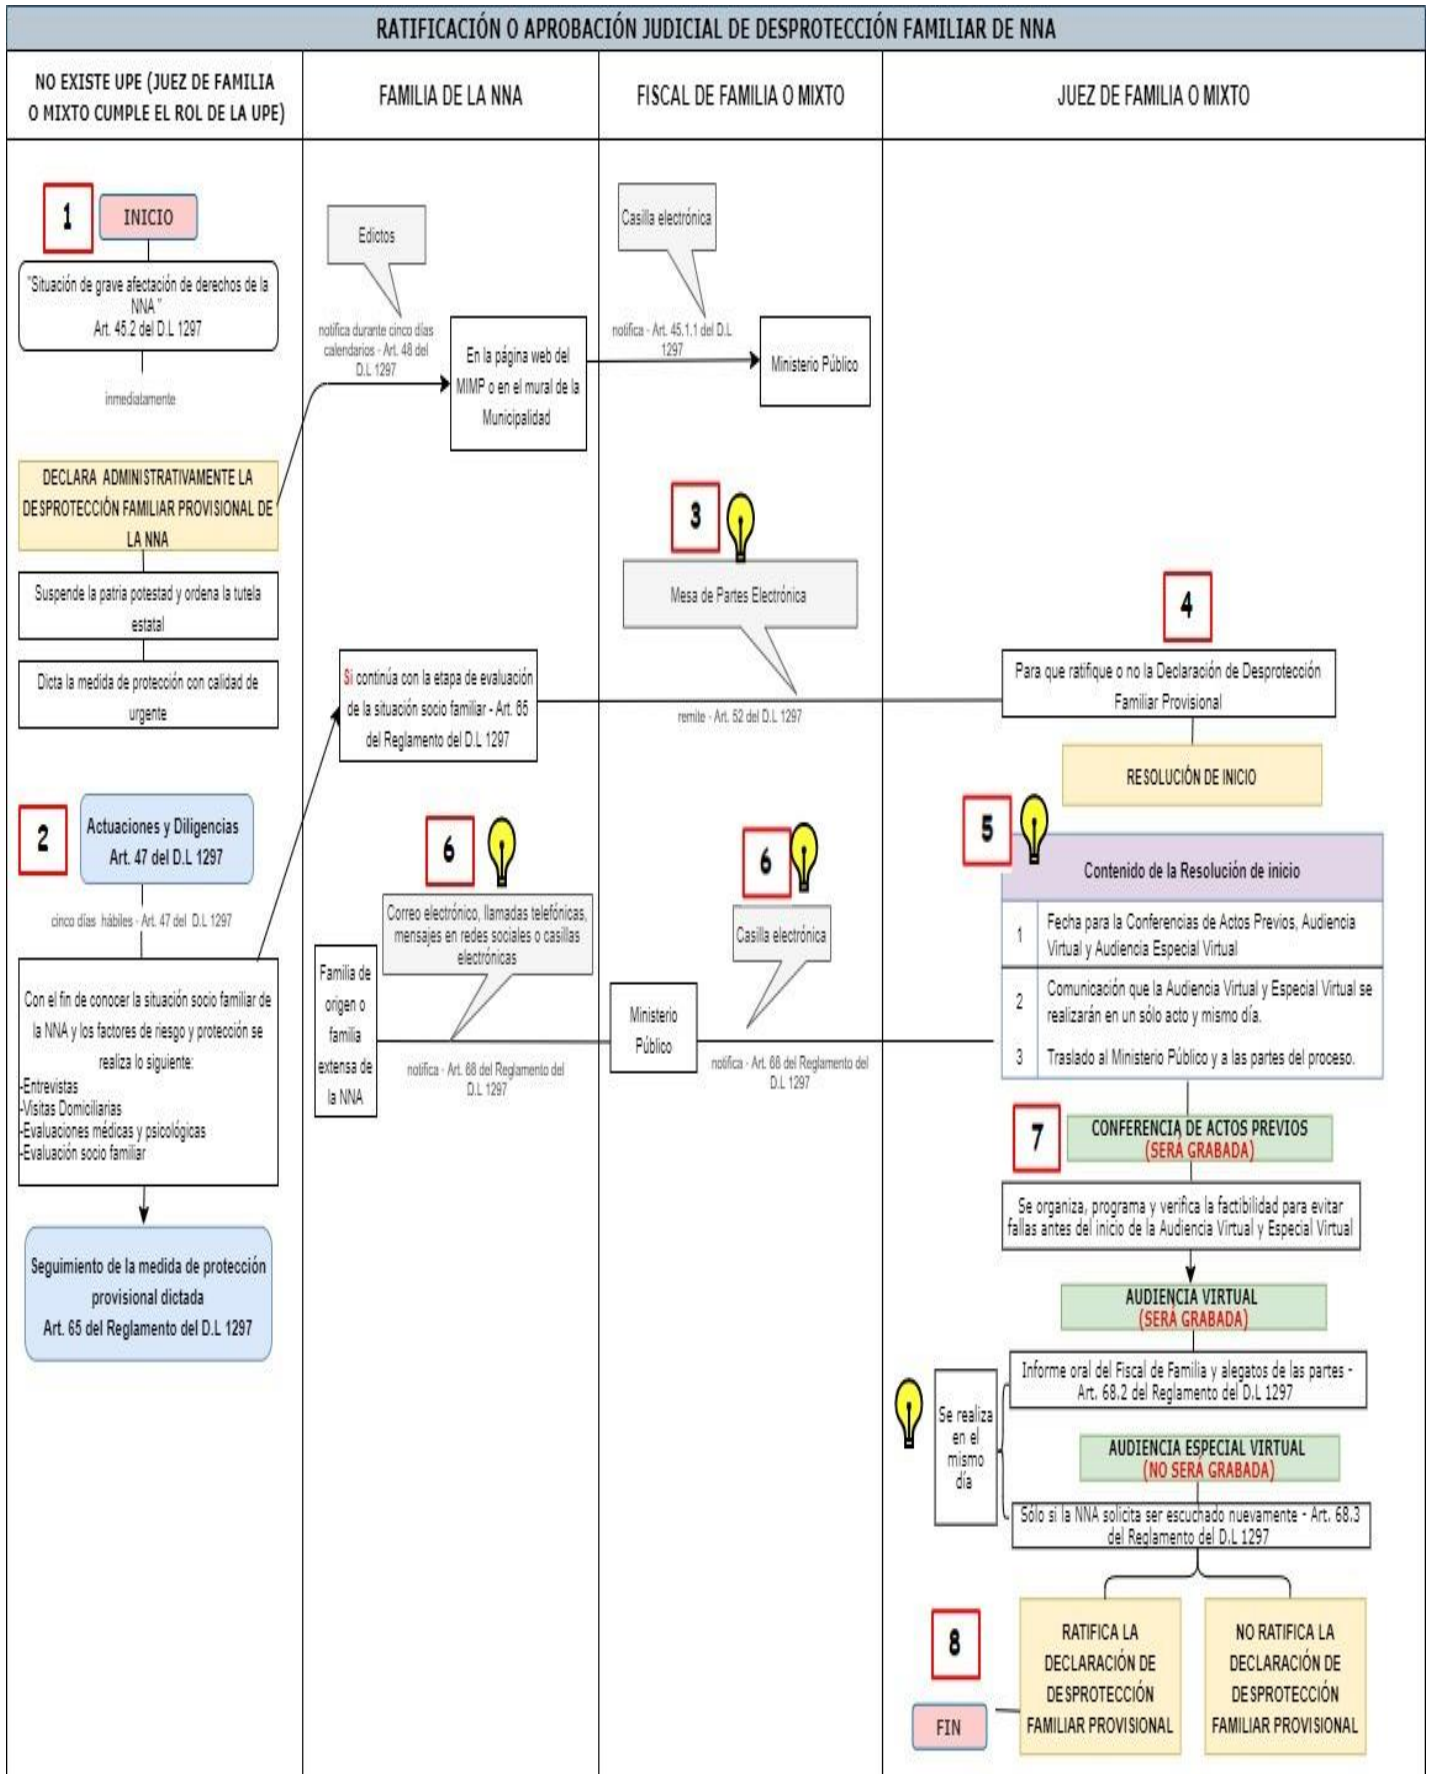 RATIFICACIÓN O APROBACIÓN JUDICIAL DE DESPROTECCIÓN FAMILIAR DE NNA
NO EXISTE UPE (JUEZ DE FAMILIA
O MIXTO CUMPLE EL ROL DE LA UPE)
FAMILIA DE LA NNA
FISCAL DE FAMILIA O MIXTO
JUEZ DE FAMILIA O MIXTO
1
INICIO
"Situación de grave afectación de derechos de la
NNA "
Art. 45.2 del D.L 1297
inmediatamente
DECLARA ADMINISTRATIVAMENTE LA
DESPROTECCIÓN FAMILIAR PROVISIONAL DE
LA NNA
Suspende la patria potestad y ordena la tutela
estatal
Dicta la medida de protección con calidad de
urgente
Edictos
notifica durante cinco días
calendarios - Art. 48 del
D.L 1297
En la página web del
MIMP o en el mural de la
Municipalidad
Casilla electrónica
notifica - Art. 45.1.1 del D.L
1297
Ministerio Público
2
Actuaciones y Diligencias
Art. 47 del D.L 1297
cinco días hábiles - Art. 47 del D.L 1297
Con el fin de conocer la situación socio familiar de
la NNA y los factores de riesgo y protección se
realiza lo siguiente:
-Entrevistas
-Visitas Domiciliarias
-Evaluaciones médicas y psicológicas
-Evaluación socio familiar
Seguimiento de la medida de protección
provisional dictada
Art. 65 del Reglamento del D.L 1297
Si continúa con la etapa de evaluación
de la situación socio familiar - Art. 65
del Reglamento del D.L 1297
3
Mesa de Partes Electrónica
remite - Art. 52 del D.L 1297
4
Para que ratifique o no la Declaración de Desprotección
Familiar Provisional
RESOLUCIÓN DE INICIO
5
Contenido de la Resolución de inicio
1
Fecha para la Conferencias de Actos Previos, Audiencia
Virtual y Audiencia Especial Virtual
2
Comunicación que la Audiencia Virtual y Especial Virtual se
realizarán en un sólo acto y mismo día.
3
Traslado al Ministerio Público y a las partes del proceso.
6
Casilla electrónica
notifica - Art. 68 del Reglamento del
D.L 1297
Ministerio
Público
6
Correo electrónico, llamadas telefónicas,
mensajes en redes sociales o casillas
electrónicas
notifica - Art. 68 del Reglamento del
D.L 1297
Familia de
origen o
familia
extensa de
la NNA
7
CONFERENCIA DE ACTOS PREVIOS
(SERÁ GRABADA)
Se organiza, programa y verifica la factibilidad para evitar
fallas antes del inicio de la Audiencia Virtual y Especial Virtual
AUDIENCIA VIRTUAL
(SERÁ GRABADA)
Informe oral del Fiscal de Familia y alegatos de las partes -
Art. 68.2 del Reglamento del D.L 1297
Se realiza
en el
mismo
día
AUDIENCIA ESPECIAL VIRTUAL
(NO SERÁ GRABADA)
Sólo si la NNA solicita ser escuchado nuevamente - Art. 68.3
del Reglamento del D.L 1297
8
RATIFICA LA
DECLARACIÓN DE
DESPROTECCIÓN
FAMILIAR PROVISIONAL
NO RATIFICA LA
DECLARACIÓN DE
DESPROTECCIÓN
FAMILIAR PROVISIONAL
FIN